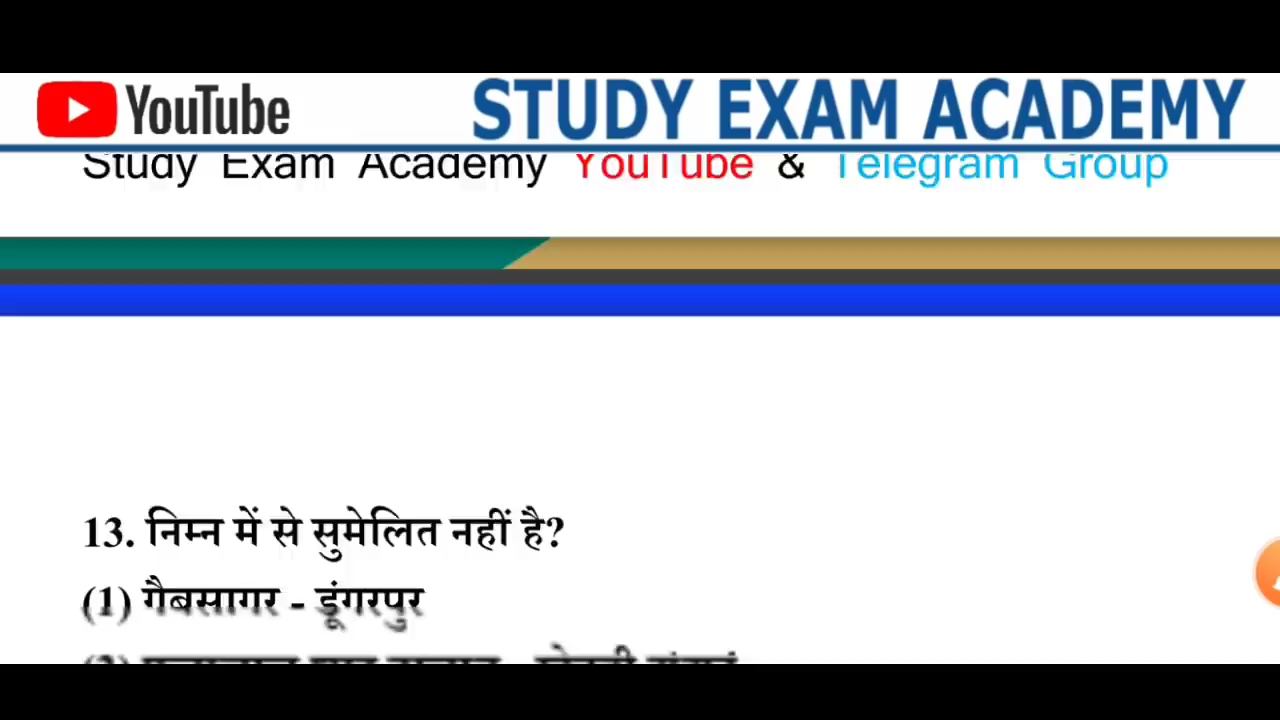 YouTube STUDY EXAM ACADEMY
Study Exam Academy YouTube & Telegram Group
13. निम्न में से सुमेलित नहीं है?
(1) गैबसागर - डूंगरपुर